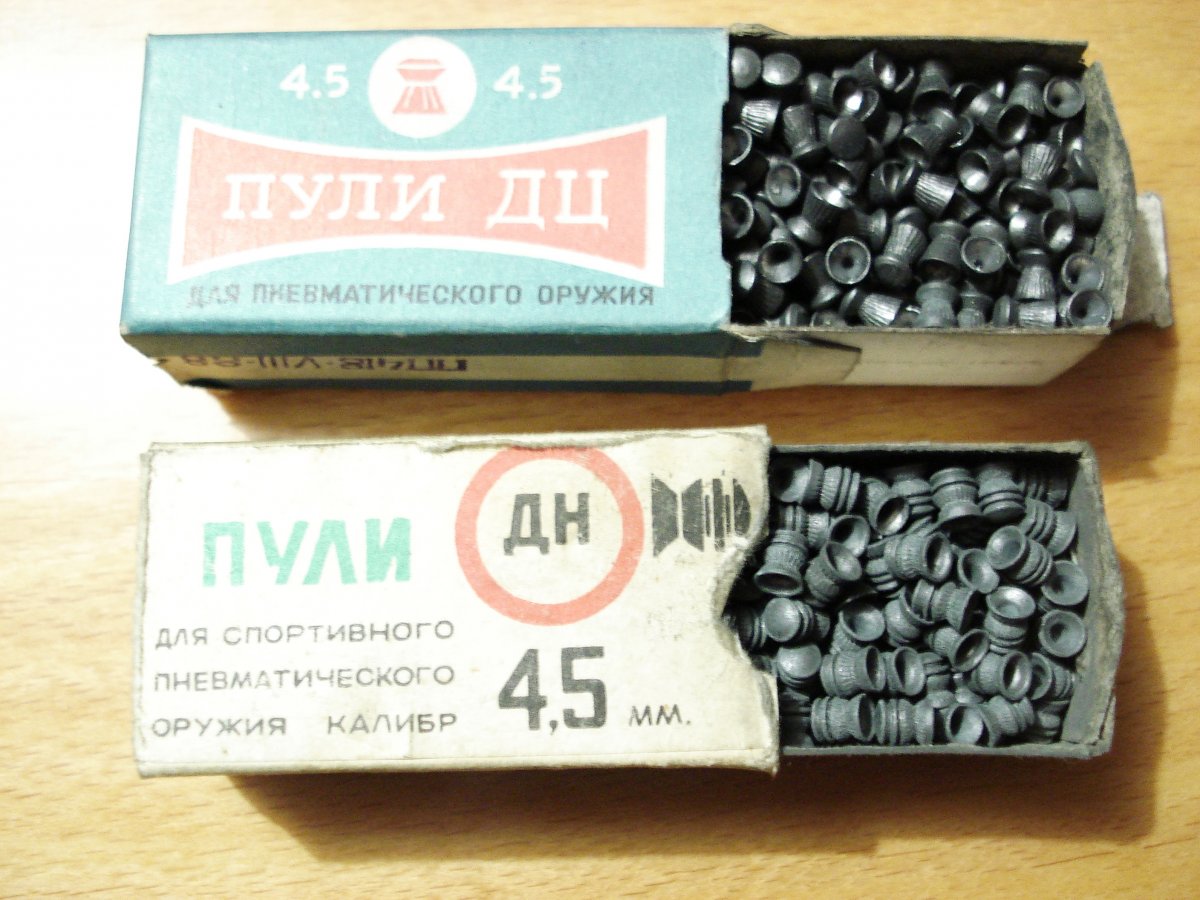 4.5 4.5
ПУЛИ ДЦ
ДЛЯ ПНЕВМАТИЧЕСКОГО ОРУЖИЯ
ПУЛИ
ДН
ДЛЯ СПОРТИВНОГО
ПНЕВМАТИЧЕСКОГО
ОРУЖИЯ КАЛИБР
4,5 мм.